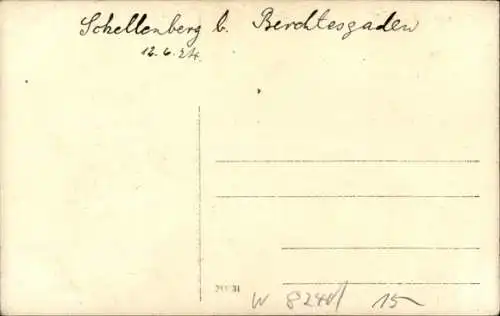 Schellenberg b. Berchtesgaden
12.6.24.
W 8240/ 15-